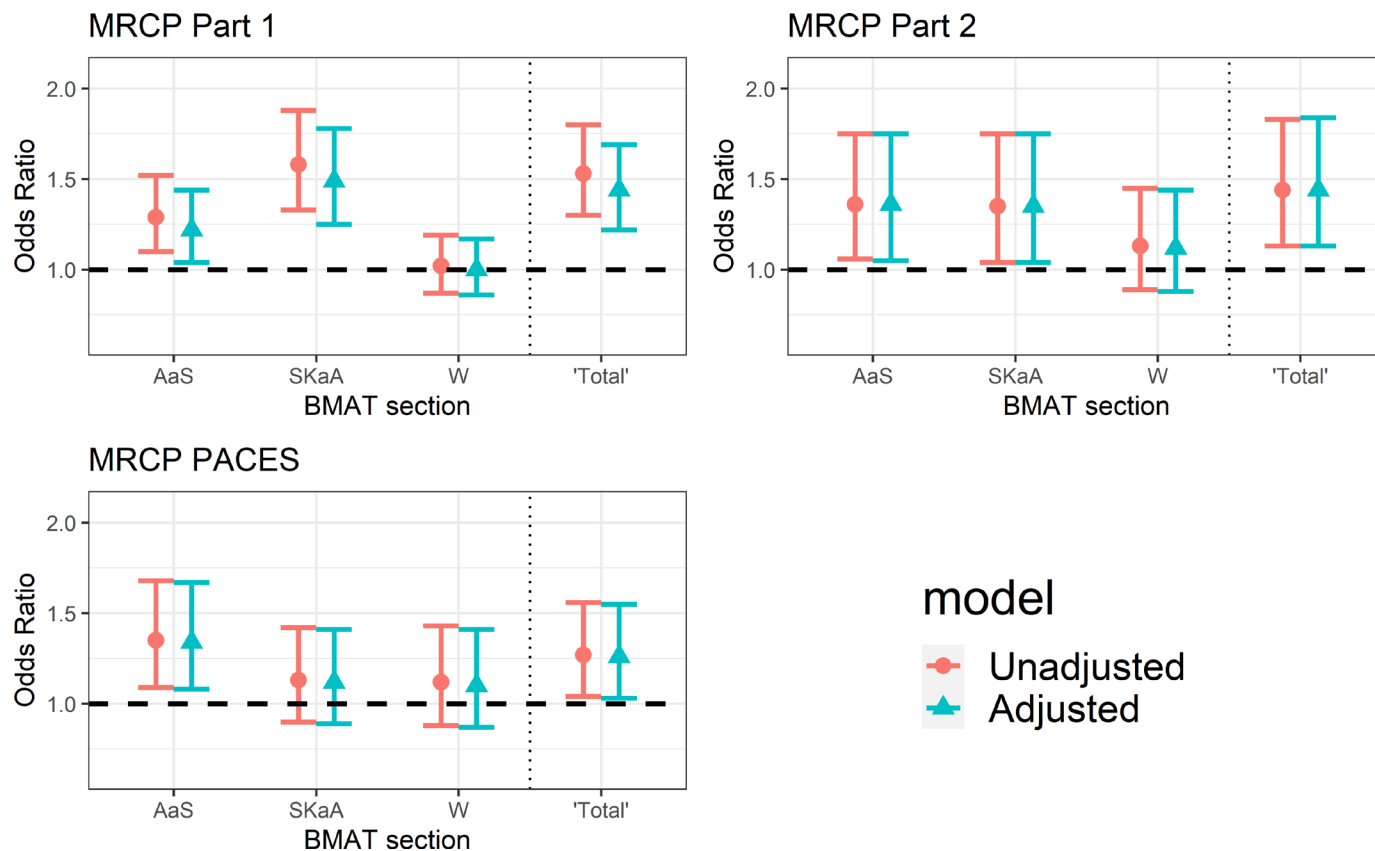 MRCP Part 1
2.0
1.5
1.0
Odds Ratio
AaS SKaA W 'Total'
BMAT section
MRCP Part 2
2.0
1.5
1.0
Odds Ratio
AaS SKaA W 'Total'
BMAT section
MRCP PACES
2.0
1.5
1.0
Odds Ratio
AaS SKaA W 'Total'
BMAT section
model
Unadjusted
Adjusted